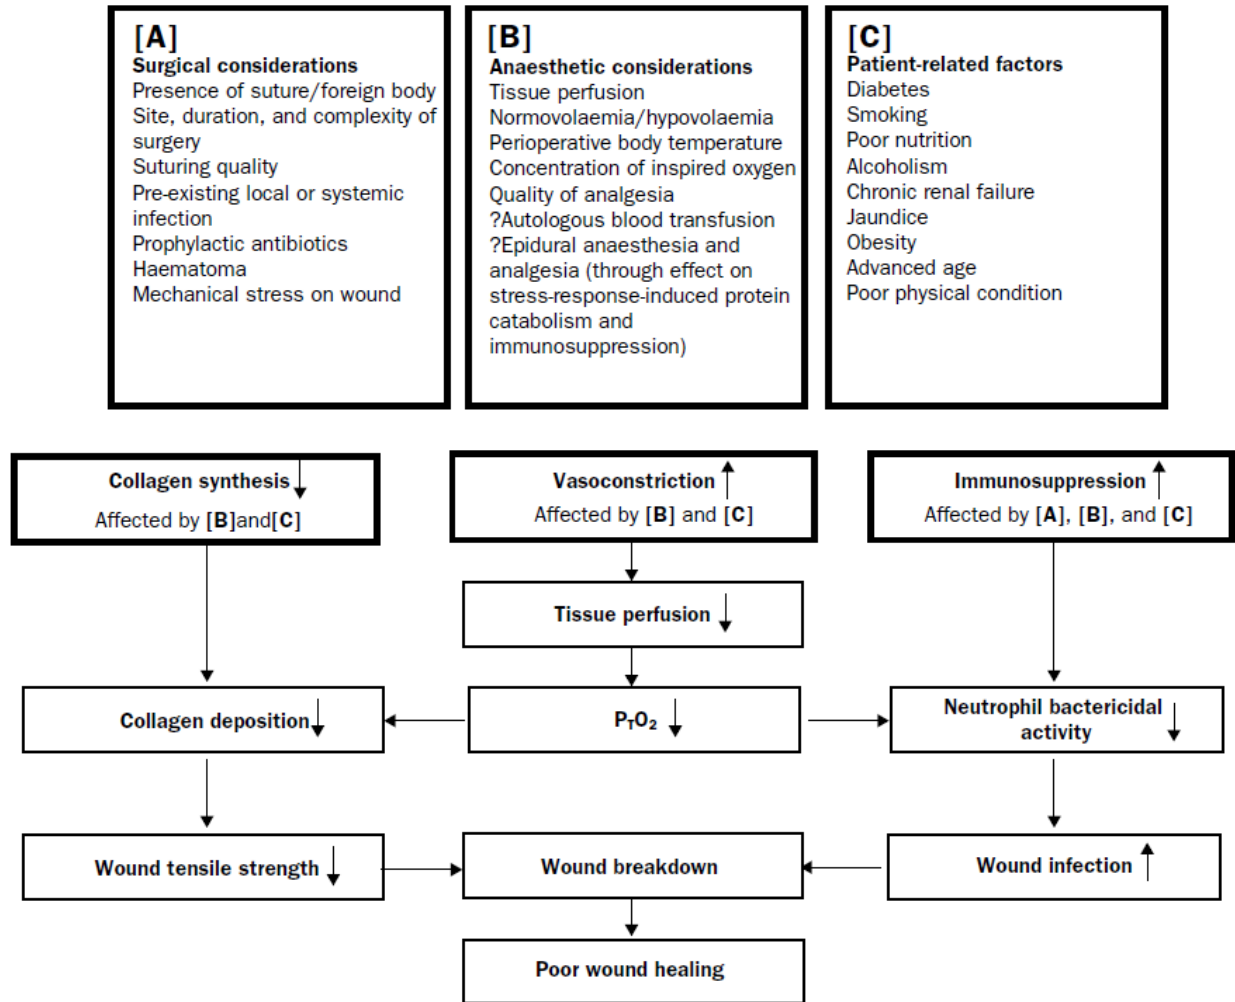 [A]
Surgical considerations
Presence of suture/foreign body
Site, duration, and complexity of
surgery
Suturing quality
Pre-existing local or systemic
infection
Prophylactic antibiotics
Haematoma
Mechanical stress on wound
[B]
Anaesthetic considerations
Tissue perfusion
Normovolaemia/hypovolaemia
Perioperative body temperature
Concentration of inspired oxygen
Quality of analgesia
?Autologous blood transfusion
?Epidural anaesthesia and
analgesia (through effect on
stress-response-induced protein
catabolism and
immunosuppression)
[C]
Patient-related factors
Diabetes
Smoking
Poor nutrition
Alcoholism
Chronic renal failure
Jaundice
Obesity
Advanced age
Poor physical condition
Collagen synthesis ↓
Affected by [B]and[C]
Vasoconstriction ↑
Affected by [B] and [C]
Immunosuppression ↑
Affected by [A], [B], and [C]
Tissue perfusion ↓
Collagen deposition ↓
PTO2 ↓
Neutrophil bactericidal
activity ↓
Wound tensile strength ↓
Wound breakdown
Wound infection ↑
Poor wound healing